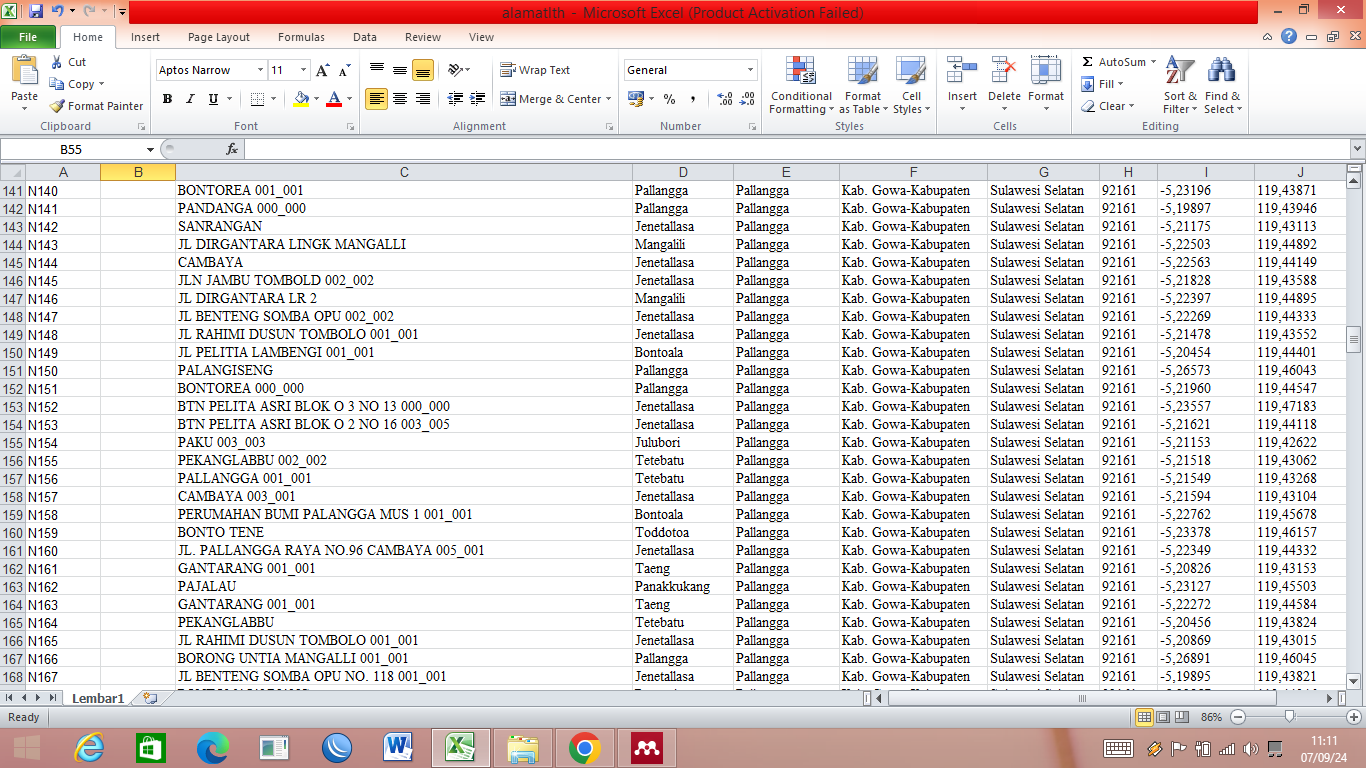 alamatlth - Microsoft Excel (Product Activation Failed)
File Home Insert Page Layout Formulas Data Review View
Paste Cut Copy Format Painter Clipboard
Aptos Narrow 11 B I U Font
Wrap Text Merge & Center Alignment
General % , Number
Conditional Formatting Format as Table Cell Styles Styles
Insert Delete Format Cells
Σ AutoSum Fill Clear Sort & Filter Find & Select Editing
B55 fx
A B C D E F G H I J
141 N140 BONTOREA 001_001 Pallangga Pallangga Kab. Gowa-Kabupaten Sulawesi Selatan 92161 -5,23196 119,43871
142 N141 PANDANGA 000_000 Pallangga Pallangga Kab. Gowa-Kabupaten Sulawesi Selatan 92161 -5,19897 119,43946
143 N142 SANRANGAN Jenetallasa Pallangga Kab. Gowa-Kabupaten Sulawesi Selatan 92161 -5,21175 119,43113
144 N143 JL DIRGANTARA LINGK MANGALLI Mangalili Pallangga Kab. Gowa-Kabupaten Sulawesi Selatan 92161 -5,22503 119,44892
145 N144 CAMBAYA Jenetallasa Pallangga Kab. Gowa-Kabupaten Sulawesi Selatan 92161 -5,22563 119,44149
146 N145 JLN JAMBU TOMBOLD 002_002 Jenetallasa Pallangga Kab. Gowa-Kabupaten Sulawesi Selatan 92161 -5,21828 119,43588
147 N146 JL DIRGANTARA LR 2 Mangalili Pallangga Kab. Gowa-Kabupaten Sulawesi Selatan 92161 -5,22397 119,44895
148 N147 JL BENTENG SOMBA OPU 002_002 Jenetallasa Pallangga Kab. Gowa-Kabupaten Sulawesi Selatan 92161 -5,22269 119,44333
149 N148 JL RAHIMI DUSUN TOMBOLO 001_001 Jenetallasa Pallangga Kab. Gowa-Kabupaten Sulawesi Selatan 92161 -5,21478 119,43552
150 N149 JL PELITIA LAMBENGI 001_001 Bontoala Pallangga Kab. Gowa-Kabupaten Sulawesi Selatan 92161 -5,20454 119,44401
151 N150 PALANGISENG Pallangga Pallangga Kab. Gowa-Kabupaten Sulawesi Selatan 92161 -5,26573 119,46043
152 N151 BONTOREA 000_000 Pallangga Pallangga Kab. Gowa-Kabupaten Sulawesi Selatan 92161 -5,21960 119,44547
153 N152 BTN PELITA ASRI BLOK O 3 NO 13 000_000 Jenetallasa Pallangga Kab. Gowa-Kabupaten Sulawesi Selatan 92161 -5,23557 119,47183
154 N153 BTN PELITA ASRI BLOK O 2 NO 16 003_005 Jenetallasa Pallangga Kab. Gowa-Kabupaten Sulawesi Selatan 92161 -5,21621 119,44118
155 N154 PAKU 003_003 Julubori Pallangga Kab. Gowa-Kabupaten Sulawesi Selatan 92161 -5,21153 119,42622
156 N155 PEKANGLABBU 002_002 Tetebatu Pallangga Kab. Gowa-Kabupaten Sulawesi Selatan 92161 -5,21518 119,43062
157 N156 PALLANGGA 001_001 Tetebatu Pallangga Kab. Gowa-Kabupaten Sulawesi Selatan 92161 -5,21549 119,43268
158 N157 CAMBAYA 003_001 Jenetallasa Pallangga Kab. Gowa-Kabupaten Sulawesi Selatan 92161 -5,21594 119,43104
159 N158 PERUMAHAN BUMI PALANGGA MUS 1 001_001 Bontoala Pallangga Kab. Gowa-Kabupaten Sulawesi Selatan 92161 -5,22762 119,45678
160 N159 BONTO TENE Toddotoa Pallangga Kab. Gowa-Kabupaten Sulawesi Selatan 92161 -5,23378 119,46157
161 N160 JL. PALLANGGA RAYA NO.96 CAMBAYA 005_001 Jenetallasa Pallangga Kab. Gowa-Kabupaten Sulawesi Selatan 92161 -5,22349 119,44332
162 N161 GANTARANG 001_001 Taeng Pallangga Kab. Gowa-Kabupaten Sulawesi Selatan 92161 -5,20826 119,43153
163 N162 PAJALAU Panakkukang Pallangga Kab. Gowa-Kabupaten Sulawesi Selatan 92161 -5,23127 119,45503
164 N163 GANTARANG 001_001 Taeng Pallangga Kab. Gowa-Kabupaten Sulawesi Selatan 92161 -5,22272 119,44584
165 N164 PEKANGLABBU Tetebatu Pallangga Kab. Gowa-Kabupaten Sulawesi Selatan 92161 -5,20456 119,43824
166 N165 JL RAHIMI DUSUN TOMBOLO 001_001 Jenetallasa Pallangga Kab. Gowa-Kabupaten Sulawesi Selatan 92161 -5,20869 119,43015
167 N166 BORONG UNTIA MANGALLI 001_001 Pallangga Pallangga Kab. Gowa-Kabupaten Sulawesi Selatan 92161 -5,26891 119,46045
168 N167 JL BENTENG SOMBA OPU NO. 118 001_001 Jenetallasa Pallangga Kab. Gowa-Kabupaten Sulawesi Selatan 92161 -5,19895 119,43821
Lembar1
Ready 86%
11:11
07/09/24